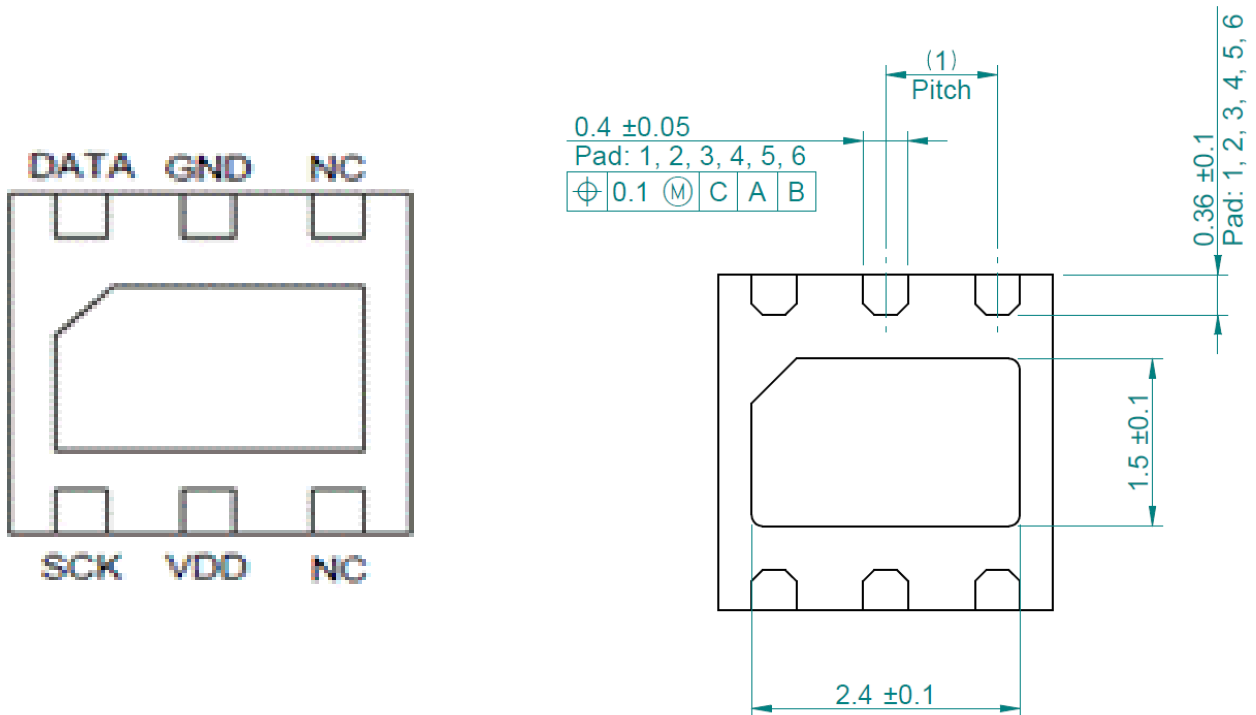 DATA GND NC
SCK VDD NC
(1)
Pitch
0.4 ±0.05
Pad: 1, 2, 3, 4, 5, 6
⌖ 0.1 Ⓜ C A B
0.36 ±0.1
Pad: 1, 2, 3, 4, 5, 6
1.5 ±0.1
2.4 ±0.1